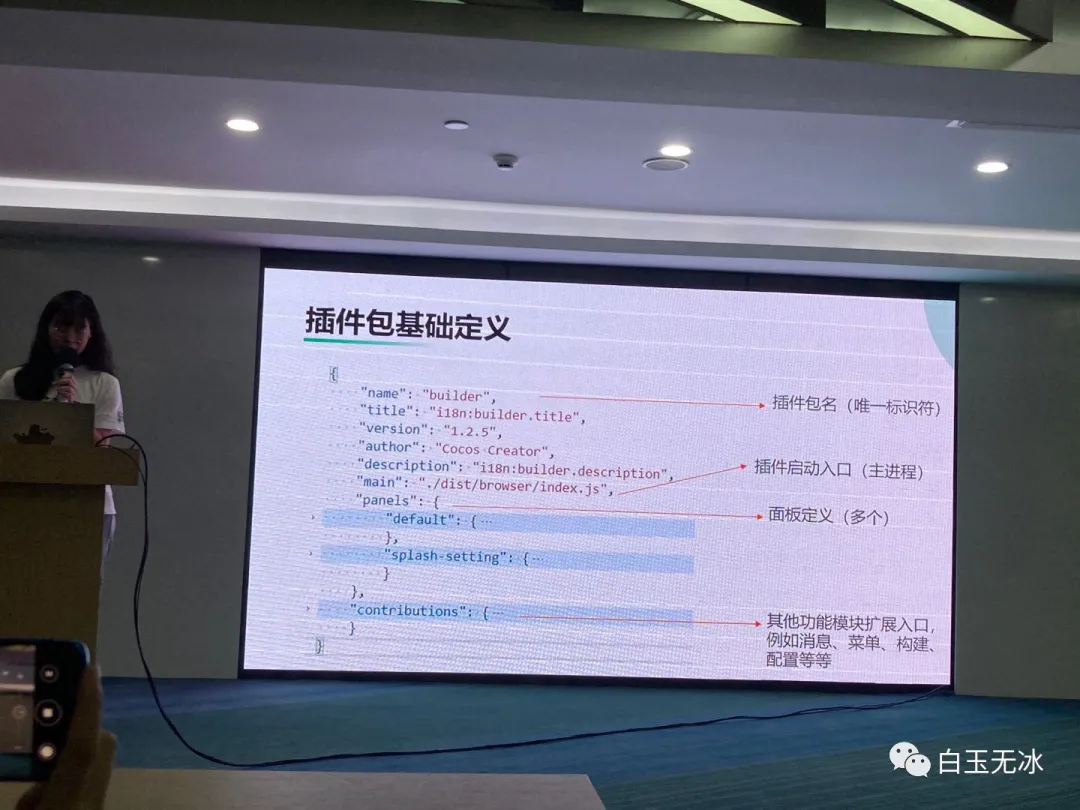 插件包基础定义
{
"name": "builder",
"title": "i18n:builder.title",
"version": "1.2.5",
"author": "Cocos Creator",
"description": "i18n:builder.description",
"main": "./dist/browser/index.js",
"panels": {
"default": {…
},
"splash-setting": {…
}
},
"contributions": {…
}
}
插件包名（唯一标识符）
插件启动入口（主进程）
面板定义（多个）
其他功能模块扩展入口，
例如消息、菜单、构建、
配置等等
白玉无冰